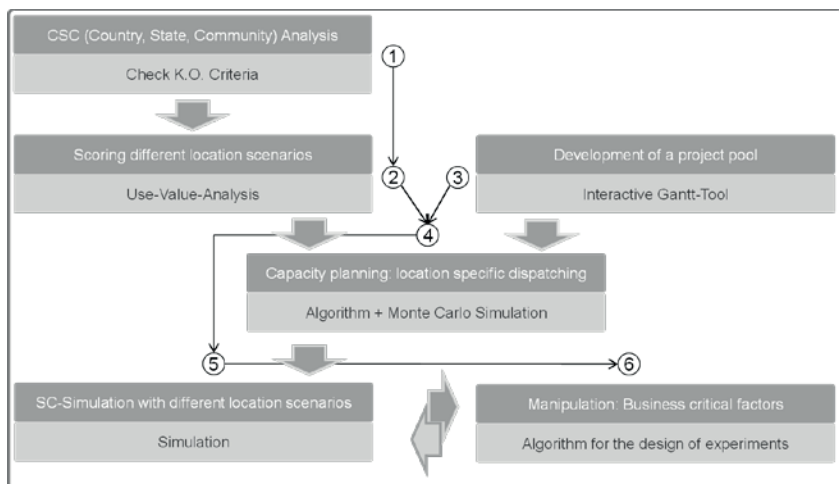 CSC (Country, State, Community) Analysis
①
Check K.O. Criteria
Scoring different location scenarios
Development of a project pool
②
③
Use-Value-Analysis
Interactive Gantt-Tool
④
Capacity planning: location specific dispatching
Algorithm + Monte Carlo Simulation
⑤
⑥
SC-Simulation with different location scenarios
Manipulation: Business critical factors
Simulation
Algorithm for the design of experiments